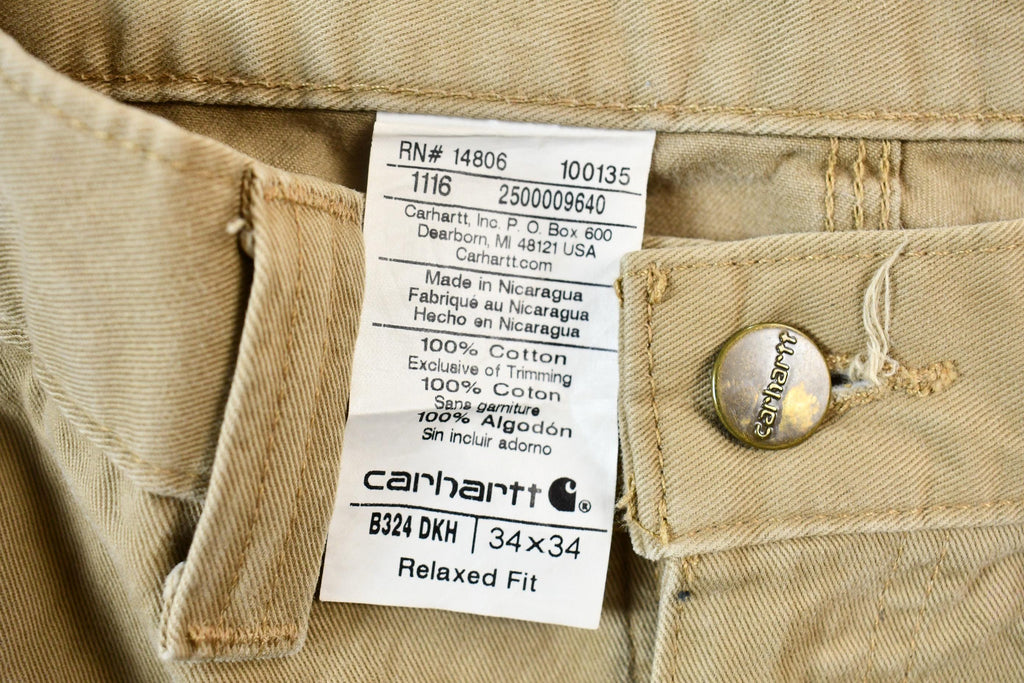 RN# 14806 100135
1116 2500009640
Carhartt, Inc. P. O. Box 600
Dearborn, MI 48121 USA
Carhartt.com
Made in Nicaragua
Fabriqué au Nicaragua
Hecho en Nicaragua
100% Cotton
Exclusive of Trimming
100% Coton
Sans garniture
100% Algodón
Sin incluir adorno
carhartt ®
B324 DKH | 34×34
Relaxed Fit
carhartt